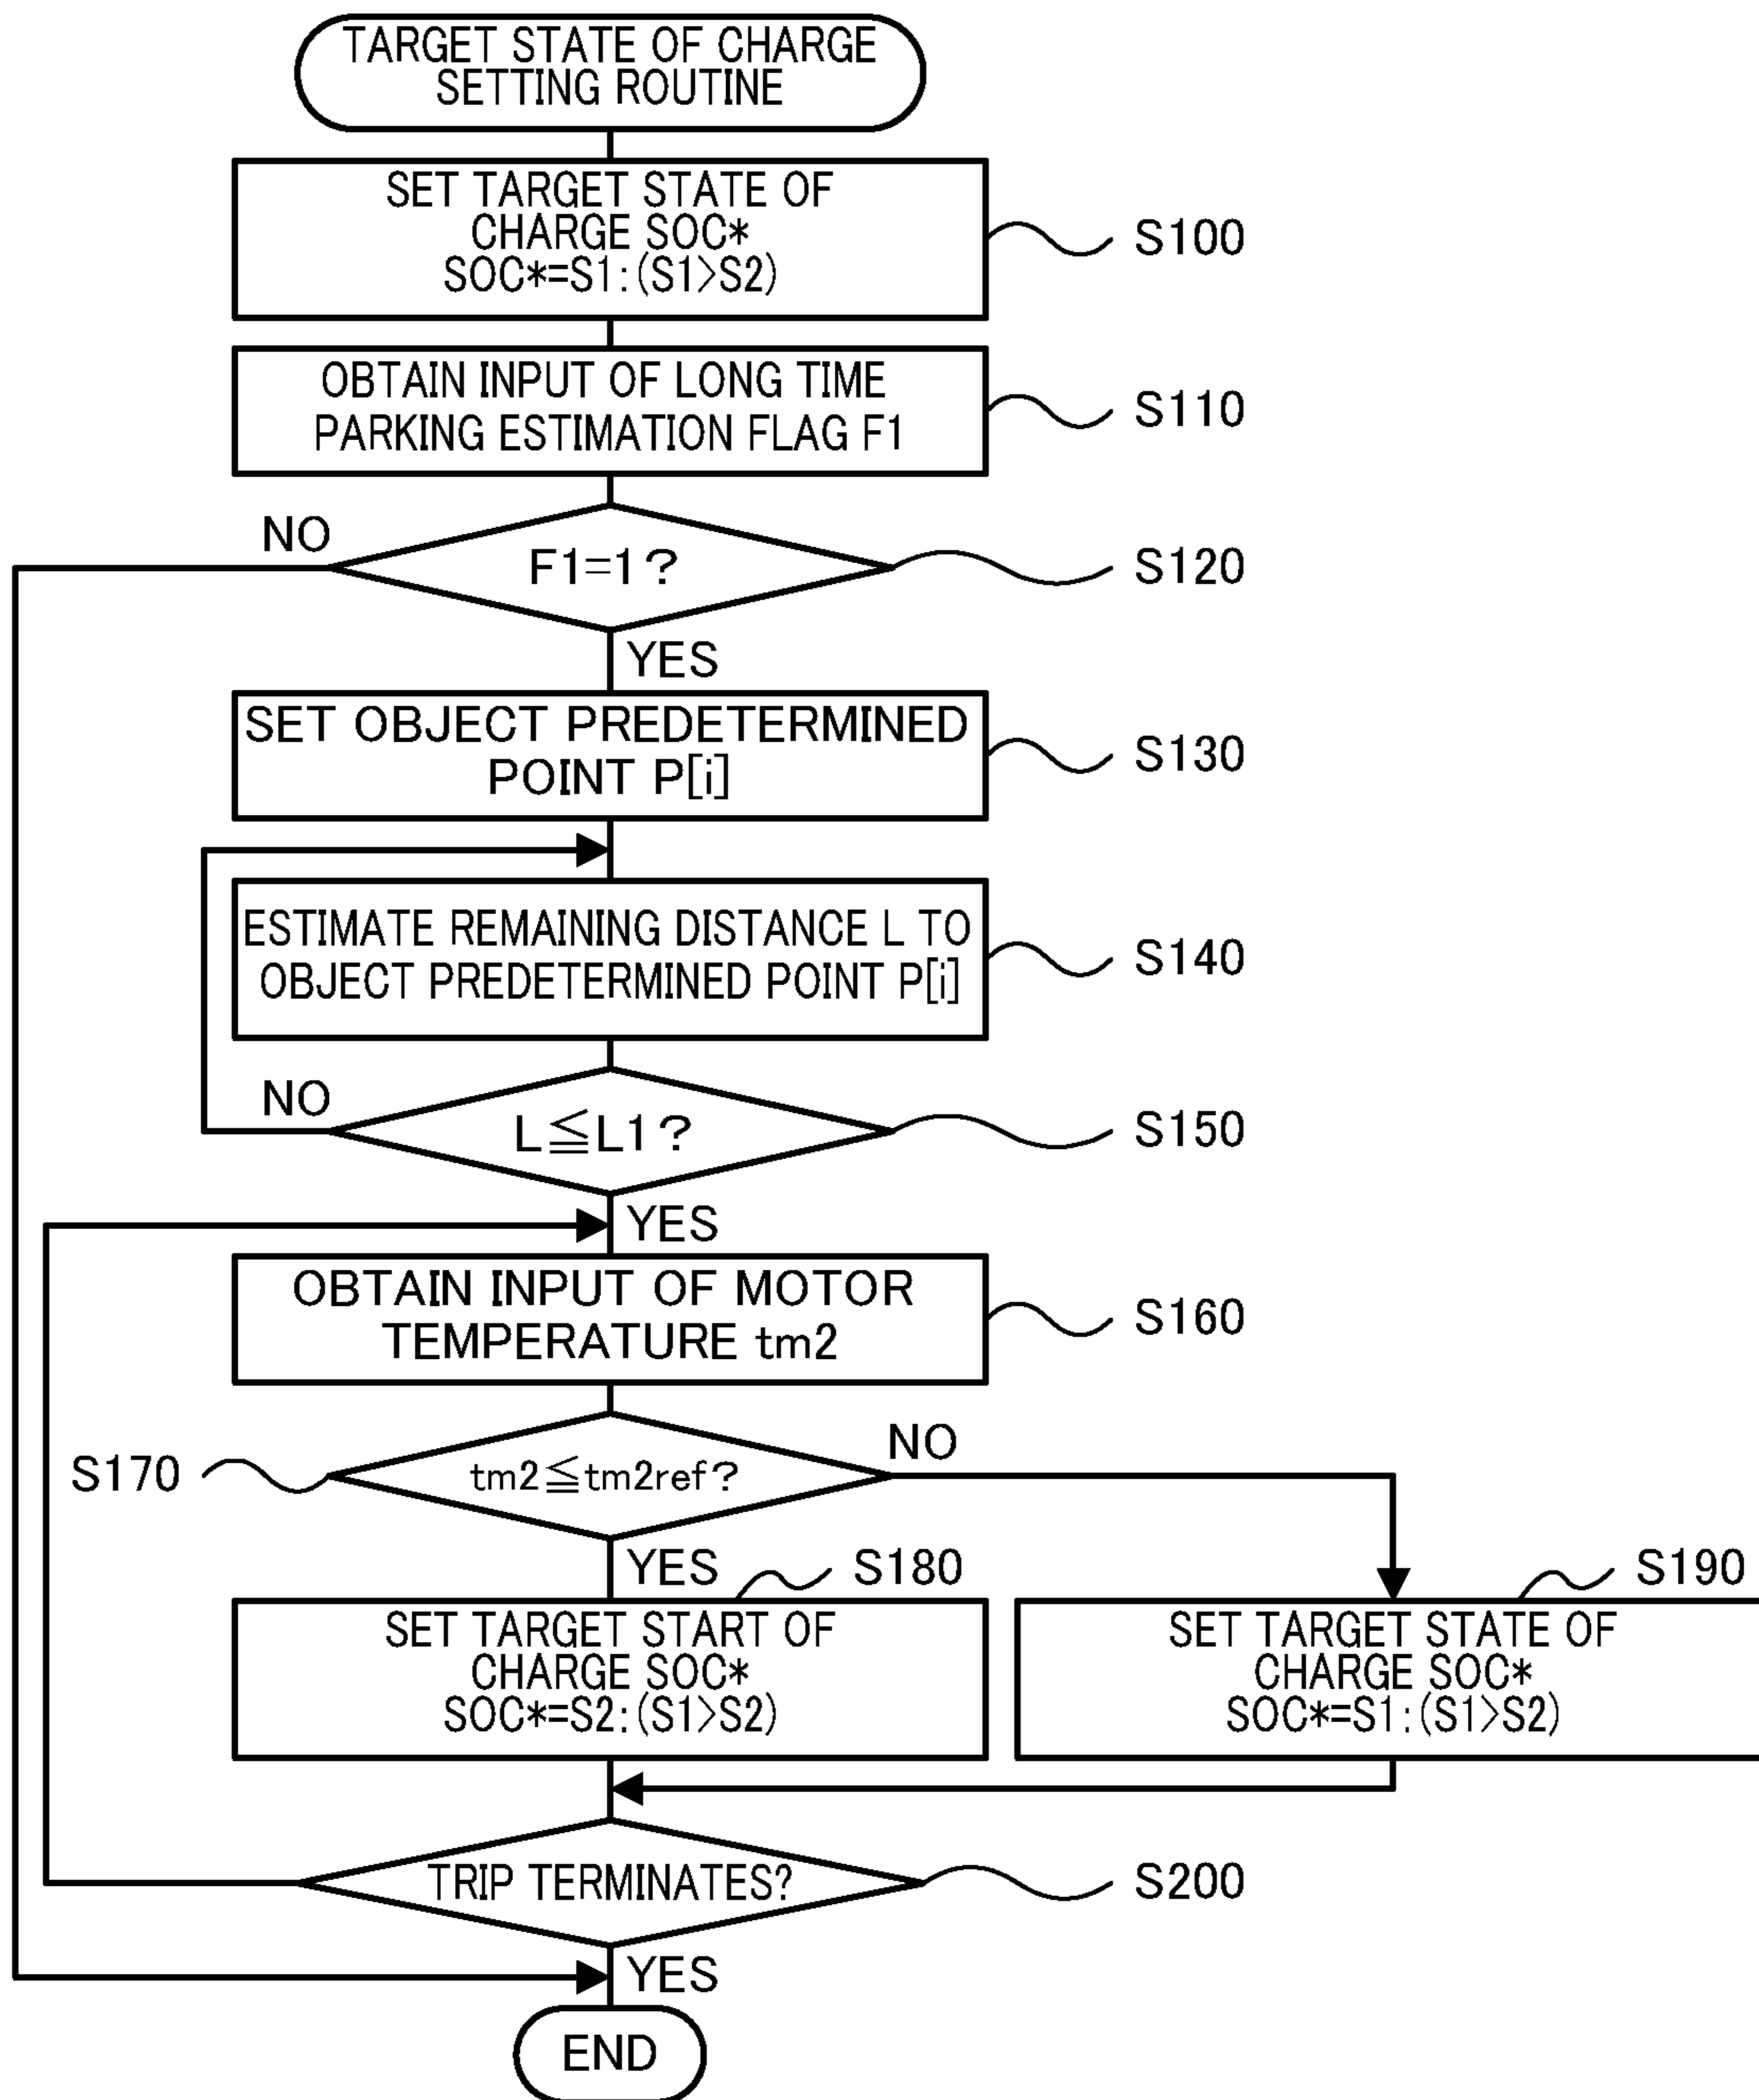 TARGET STATE OF CHARGE
SETTING ROUTINE
SET TARGET STATE OF
CHARGE SOC*
SOC*=S1:(S1>S2)
S100
OBTAIN INPUT OF LONG TIME
PARKING ESTIMATION FLAG F1
S110
NO
F1=1?
S120
YES
SET OBJECT PREDETERMINED
POINT P[i]
S130
ESTIMATE REMAINING DISTANCE L TO
OBJECT PREDETERMINED POINT P[i]
S140
NO
L≦L1?
S150
YES
OBTAIN INPUT OF MOTOR
TEMPERATURE tm2
S160
S170
tm2≦tm2ref?
NO
YES
S180
S190
SET TARGET START OF
CHARGE SOC*
SOC*=S2:(S1>S2)
SET TARGET STATE OF
CHARGE SOC*
SOC*=S1:(S1>S2)
TRIP TERMINATES?
S200
YES
END